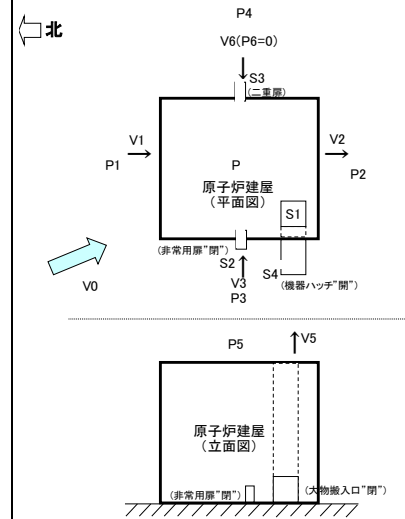 P4
北
V6(P6=0)
S3
(二重扉)
V1
V2
P1
P
P2
原子炉建屋
(平面図)
S1
(非常用扉"閉")
S2
S4
(機器ハッチ"開")
V3
P3
V0
P5
V5
原子炉建屋
(立面図)
(非常用扉"閉")
(大物搬入口"閉")